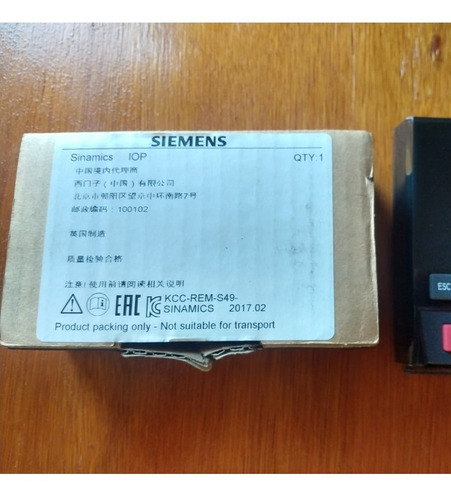 SIEMENS
Sinamics IOP QTY:1
中国境内代理商
西门子（中国）有限公司
北京市朝阳区望京中环南路7号
邮政编码：100102
英国制造
质量检验合格
注意：使用前请阅读相关说明
EAC KCC-REM-S49-
SINAMICS 2017.02
Product packing only - Not suitable for transport
ESC